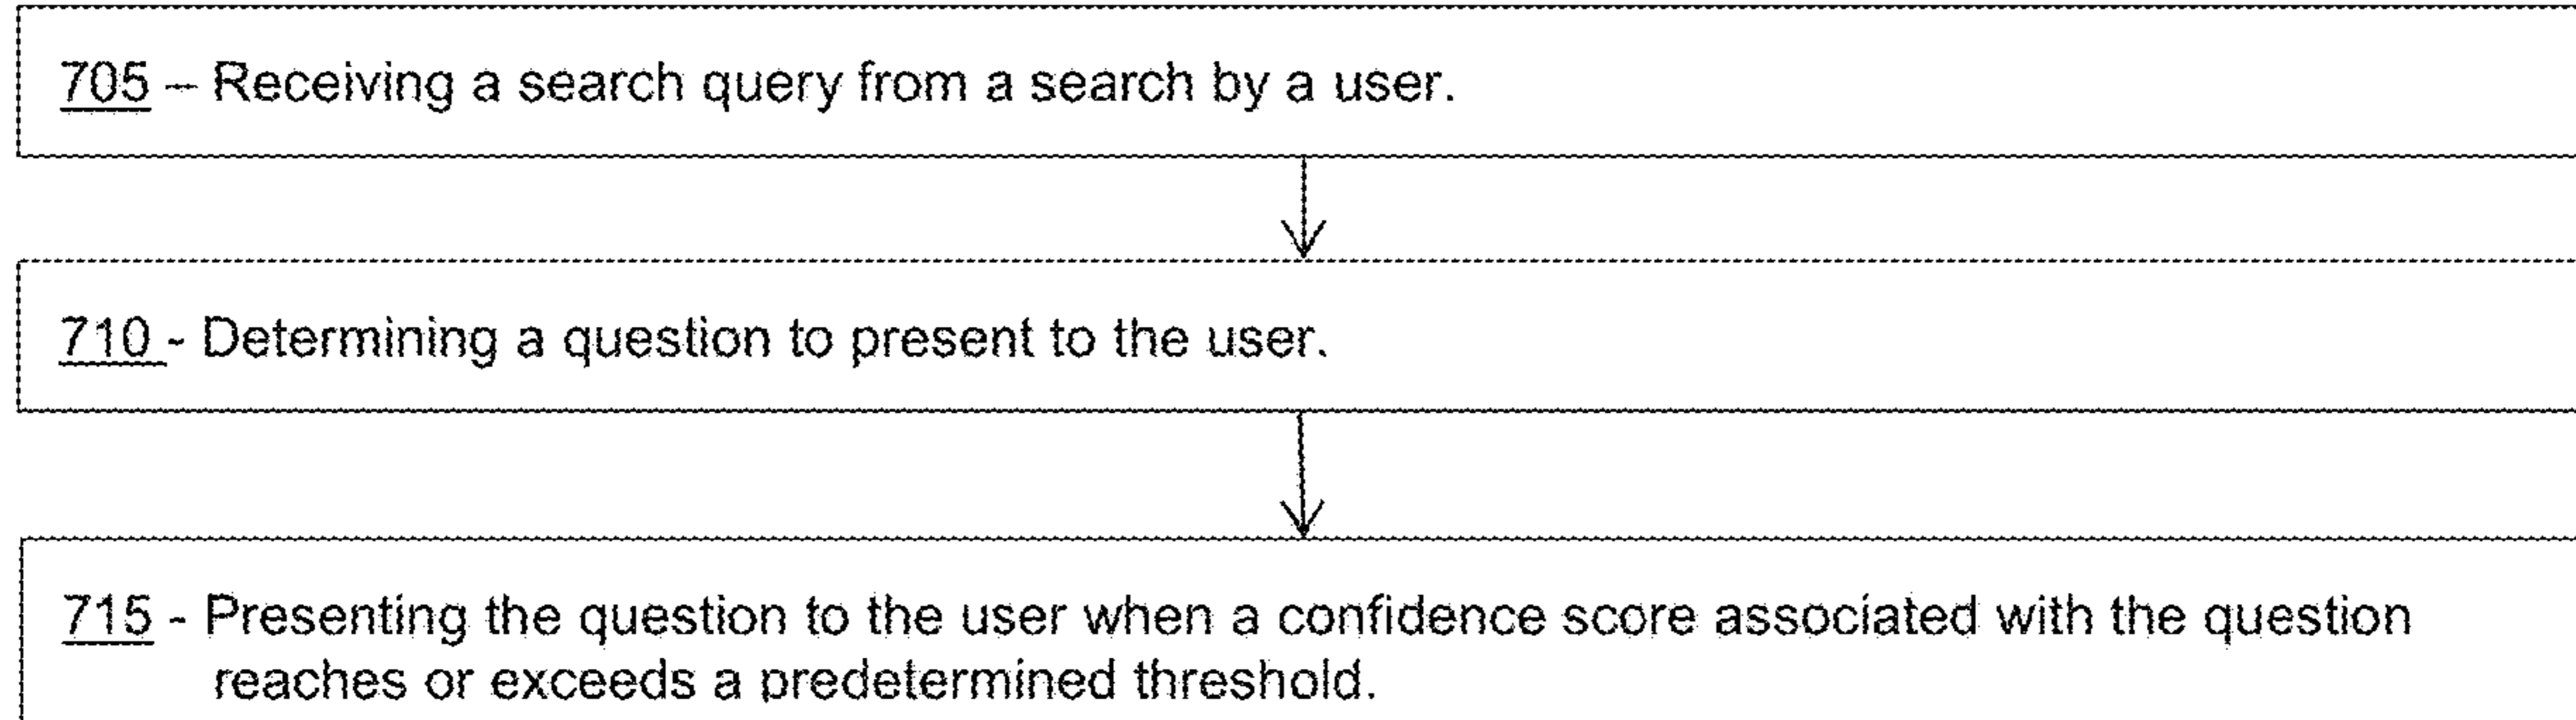 705 – Receiving a search query from a search by a user.
710 - Determining a question to present to the user.
715 - Presenting the question to the user when a confidence score associated with the question
reaches or exceeds a predetermined threshold.